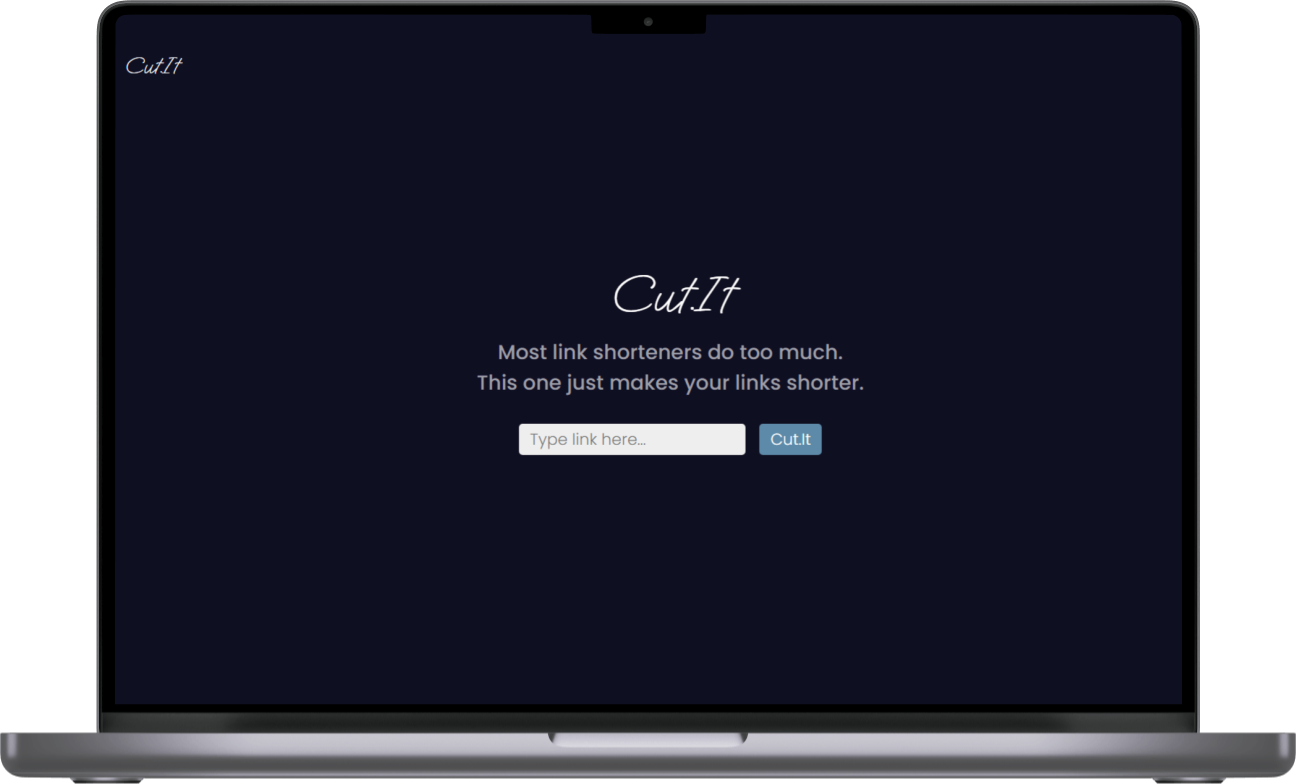 Cut.It
Cut.It
Most link shorteners do too much.
This one just makes your links shorter.
Type link here...
Cut.It